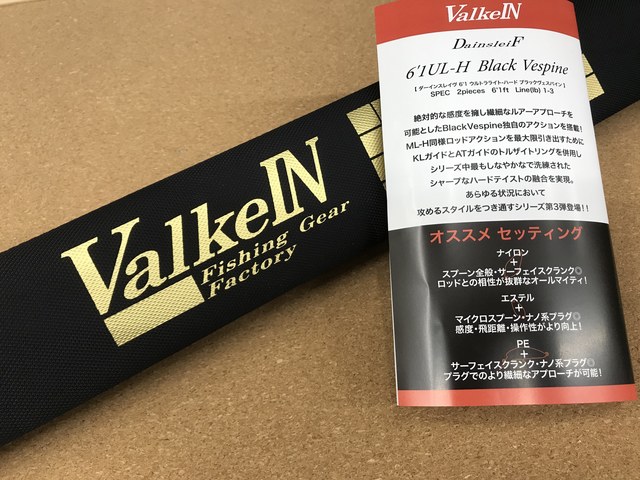 ValkeIN
Fishing Gear
Factory
ValkeIN
DainsleiF
6'1UL-H Black Vespine
[ ダーインスレイヴ 6'1 ウルトラライト-ハード ブラックヴェスパイン ]
SPEC 2pieces 6'1ft Line(lb) 1-3
絶対的な感度を擁し繊細なルアーアプローチを
可能としたBlackVespine独自のアクションを搭載!
ML-H同様ロッドアクションを最大限引き出すために
KLガイドとATガイドのトルザイトリングを併用し
シリーズ中最もしなやかで洗練された
シャープなハードテイストの融合を実現。
あらゆる状況において
攻めるスタイルをつき通すシリーズ第3弾登場!!
オススメ セッティング
ナイロン
+
スプーン全般・サーフェイスクランク◎
ロッドとの相性が抜群なオールマイティ!
エステル
+
マイクロスプーン・ナノ系プラグ◎
感度・飛距離・操作性がより向上!
PE
+
サーフェイスクランク・ナノ系プラグ◎
プラグでのより繊細なアプローチが可能!